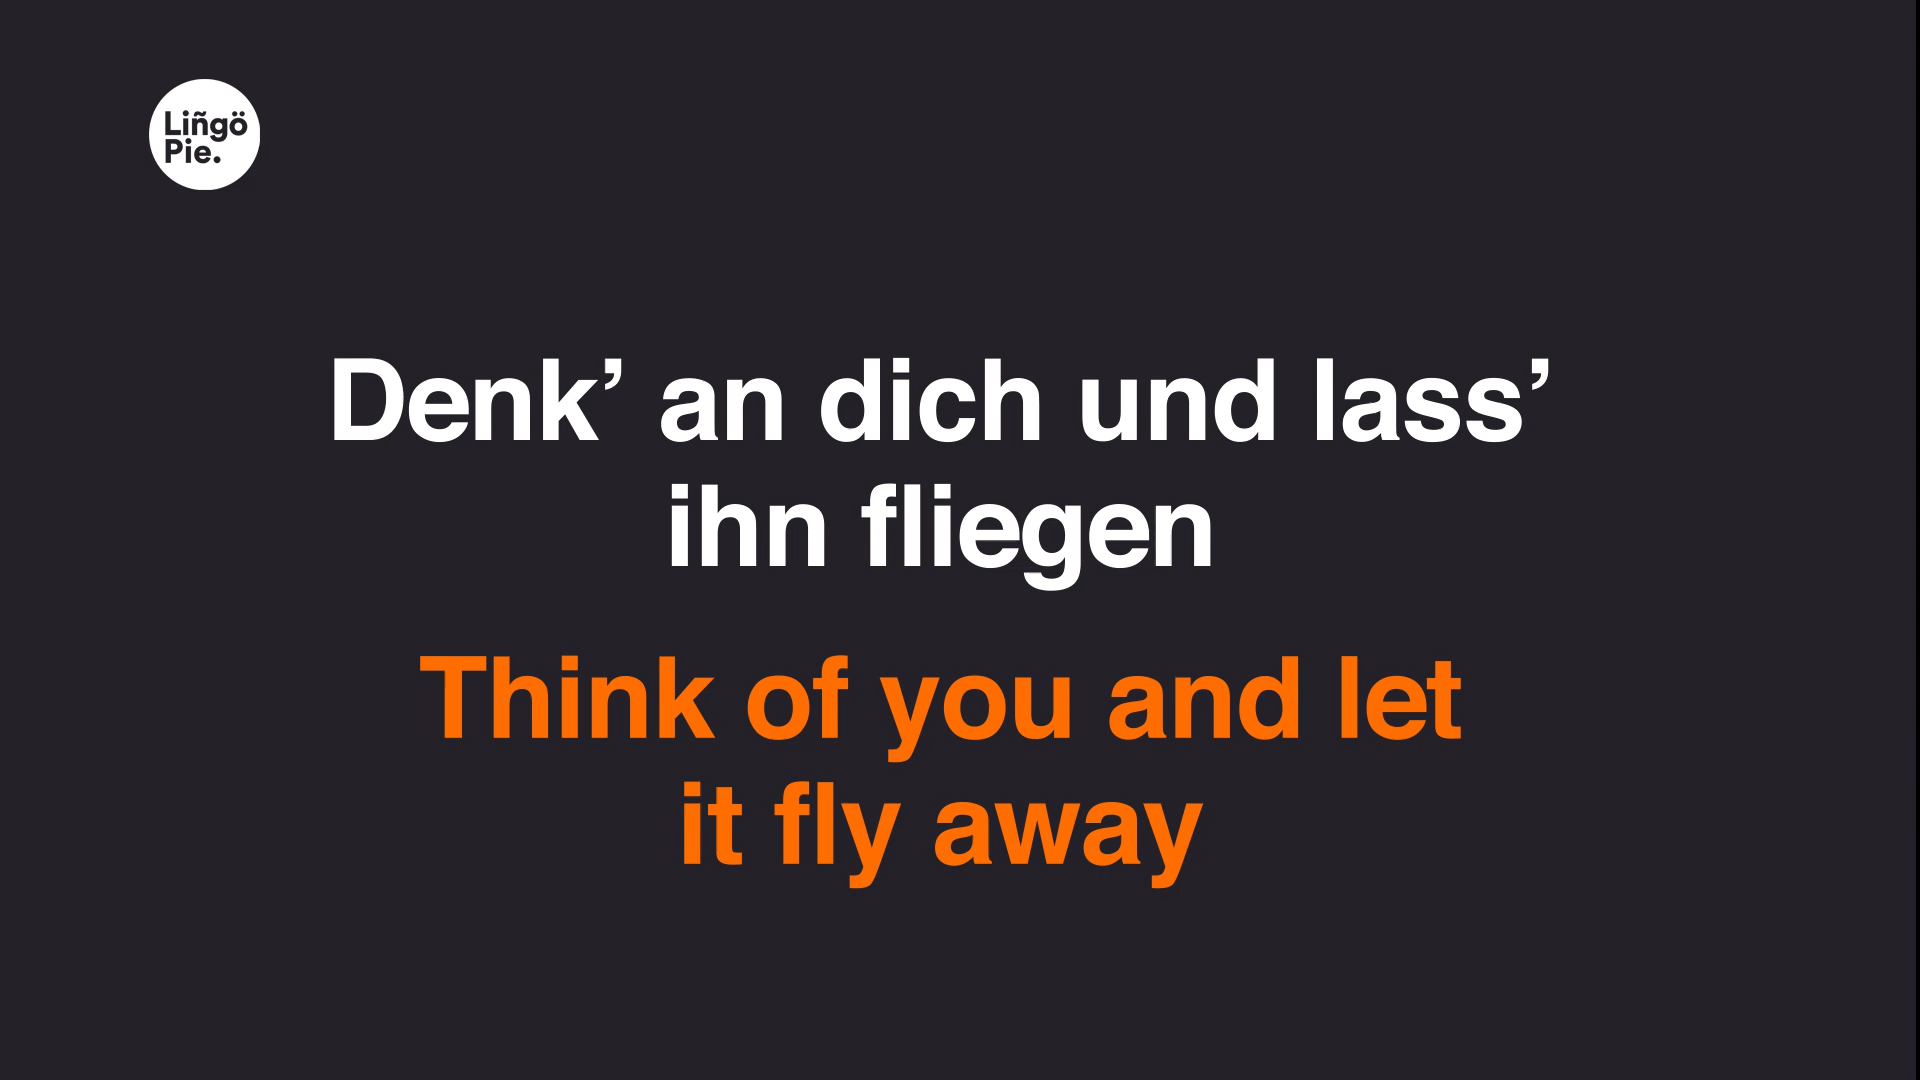 Liñgö
Pie.
Denk’ an dich und lass’
ihn fliegen
Think of you and let
it fly away